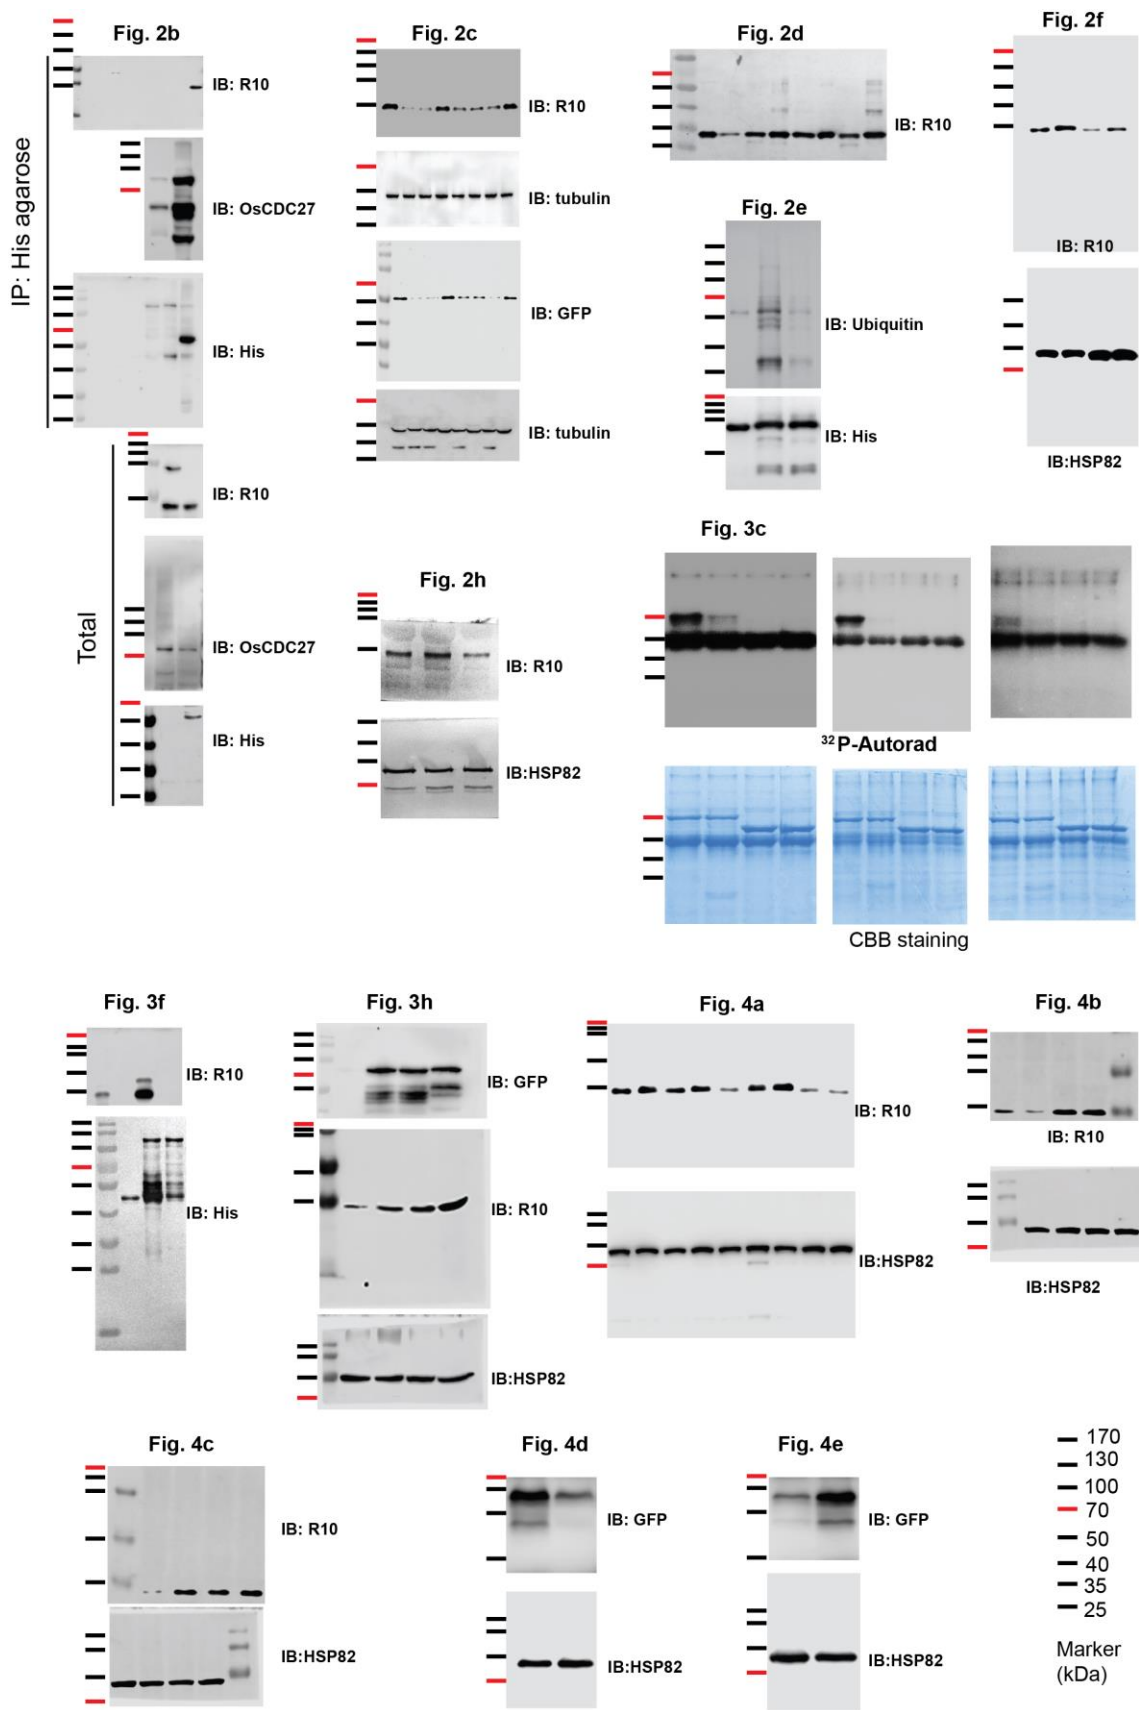 Fig. 2b
IP: His agarose
IB: R10
IB: OsCDC27
IB: His
Total
IB: R10
IB: OsCDC27
IB: His
Fig. 2c
IB: R10
IB: tubulin
IB: GFP
IB: tubulin
Fig. 2d
IB: R10
Fig. 2e
IB: Ubiquitin
IB: His
Fig. 2f
IB: R10
IB:HSP82
Fig. 2h
IB: R10
IB:HSP82
Fig. 3c
32P-Autorad
CBB staining
Fig. 3f
IB: R10
IB: His
Fig. 3h
IB: GFP
IB: R10
IB:HSP82
Fig. 4a
IB: R10
IB:HSP82
Fig. 4b
IB: R10
IB:HSP82
Fig. 4c
IB: R10
IB:HSP82
Fig. 4d
IB: GFP
IB:HSP82
Fig. 4e
IB: GFP
IB:HSP82
170
130
100
70
50
40
35
25
Marker
(kDa)